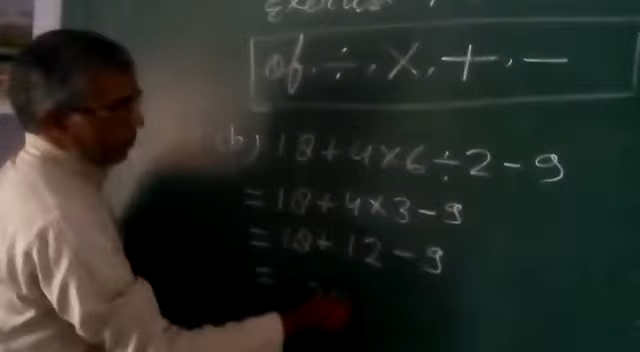 of, ÷, ×, +, −
(b) 18+4×6÷2−9
= 18+4×3−9
= 18+12−9
=